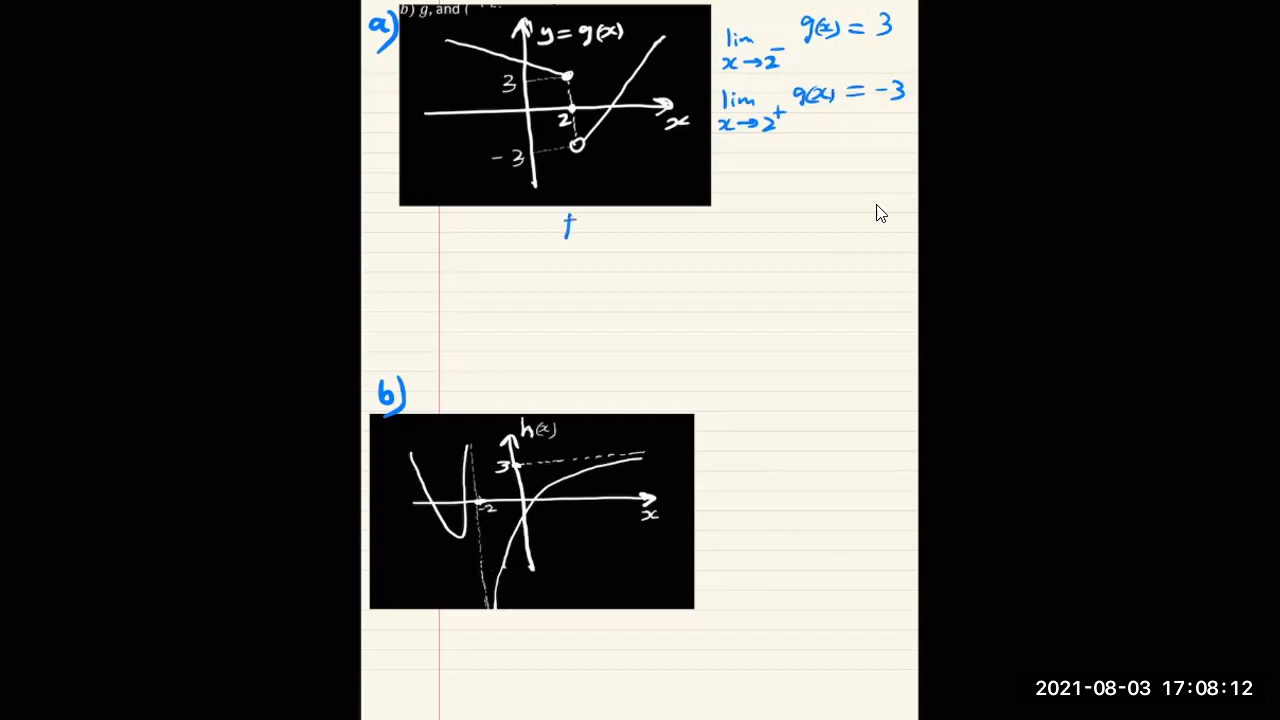 b) g, and (
a)
y = g(x)
3
2
x
-3
lim x→2⁻ g(x) = 3
lim x→2⁺ g(x) = -3
b)
h(x)
3
-2
x
2021-08-03 17:08:12